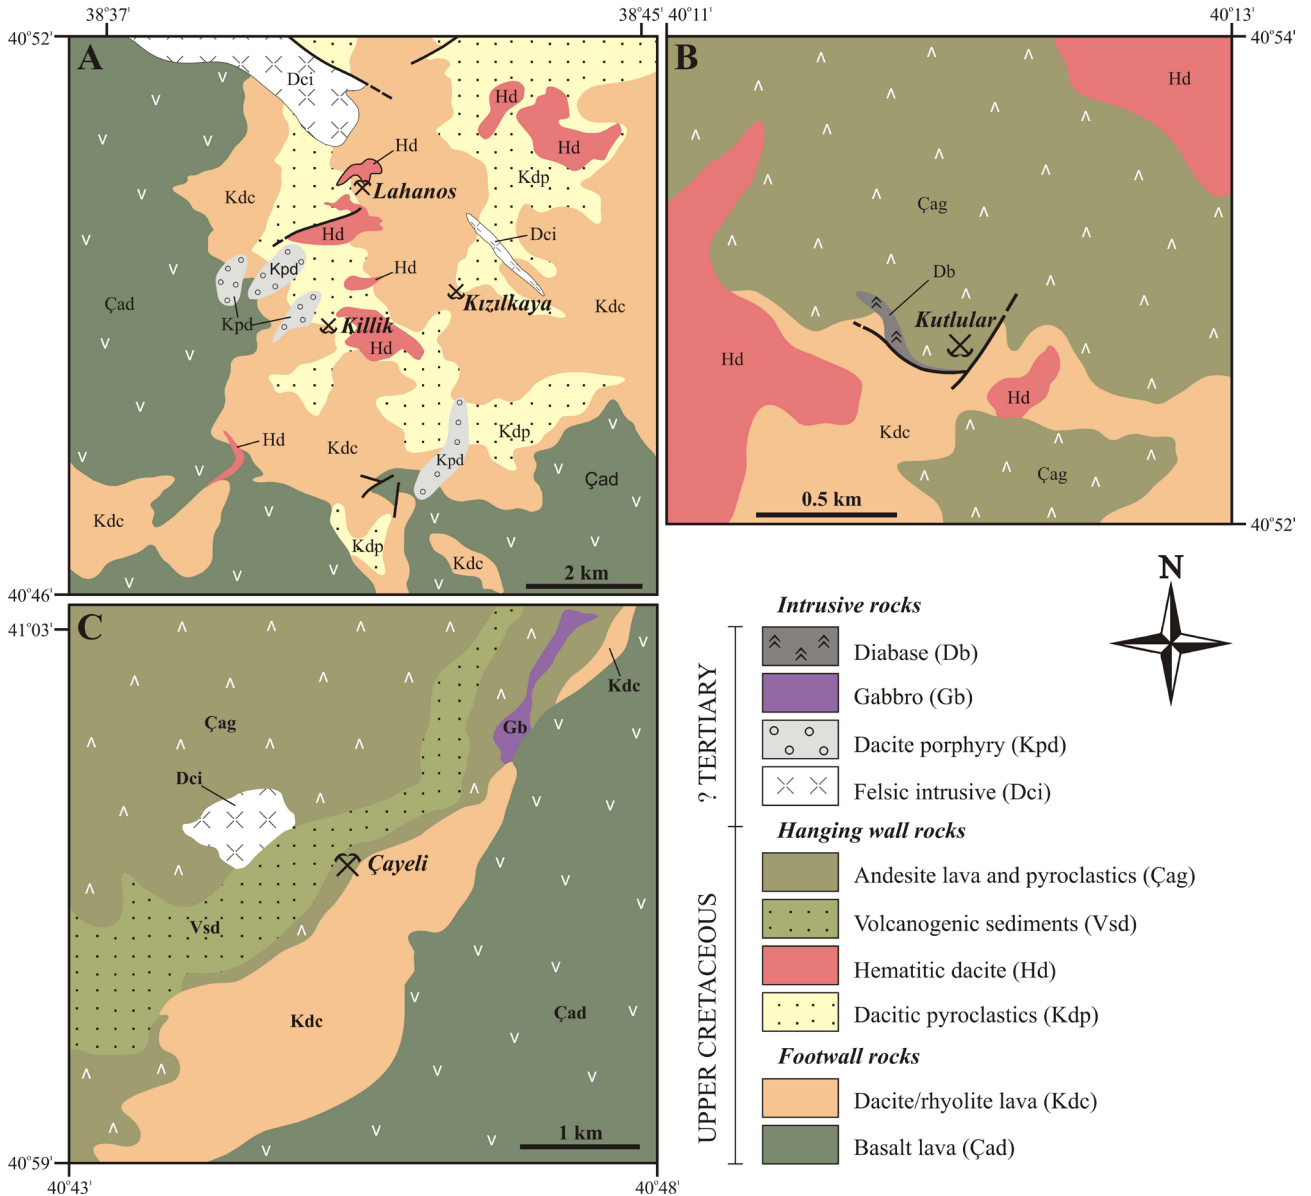 38°37'
38°45'
40°11'
40°13'
40°52'
40°54'
A
Dci
Hd
Hd
Hd
Kdp
Kdc
Lahanos
Hd
Dci
Kpd
Hd
Çad
Kpd
Killik
Kızılkaya
Kdc
Hd
Hd
Kdc
Kdp
Kpd
Çad
Kdc
Kdp
Kdc
2 km
40°46'
B
Hd
Çag
Db
Kutlular
Hd
Hd
Kdc
Çag
0.5 km
40°52'
41°03'
C
Kdc
Çag
Gb
Dci
Çayeli
Vsd
Kdc
Çad
1 km
40°59'
40°43'
40°48'
N
Intrusive rocks
Diabase (Db)
Gabbro (Gb)
Dacite porphyry (Kpd)
Felsic intrusive (Dci)
? TERTIARY
Hanging wall rocks
Andesite lava and pyroclastics (Çag)
Volcanogenic sediments (Vsd)
Hematitic dacite (Hd)
Dacitic pyroclastics (Kdp)
Footwall rocks
Dacite/rhyolite lava (Kdc)
Basalt lava (Çad)
UPPER CRETACEOUS